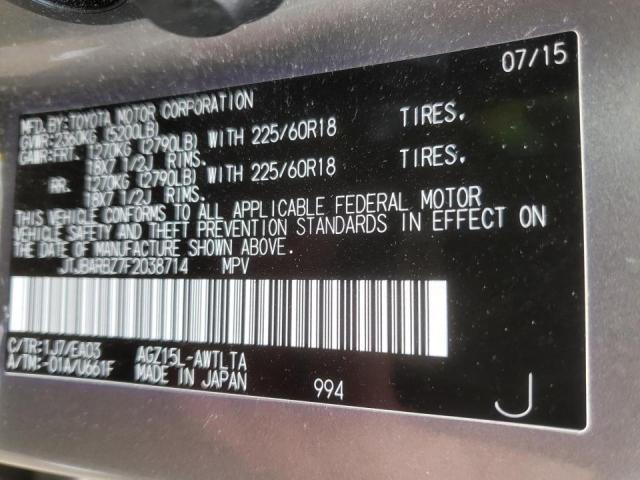 07/15
MFD.BY:TOYOTA MOTOR CORPORATION
GVWR:2360KG (5200LB)
GAWR:FRT. 1270KG (2790LB) WITH 225/60R18 TIRES.
18X7 1/2J RIMS.
RR. 1270KG (2790LB) WITH 225/60R18 TIRES.
18X7 1/2J RIMS.
THIS VEHICLE CONFORMS TO ALL APPLICABLE FEDERAL MOTOR
VEHICLE SAFETY AND THEFT PREVENTION STANDARDS IN EFFECT ON
THE DATE OF MANUFACTURE SHOWN ABOVE.
JTJBARBZ7F2038714 MPV
C/TR:1J7/EA03 AGZ15L-AWTLTA
A/TM:-01A/U661F MADE IN JAPAN 994 J